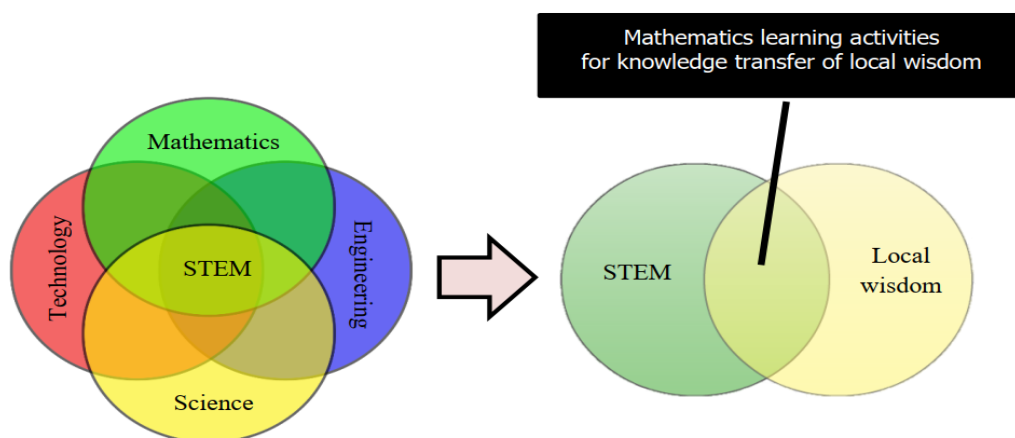 Mathematics learning activities
for knowledge transfer of local wisdom
Mathematics
Technology
STEM
Engineering
Science
STEM
Local
wisdom